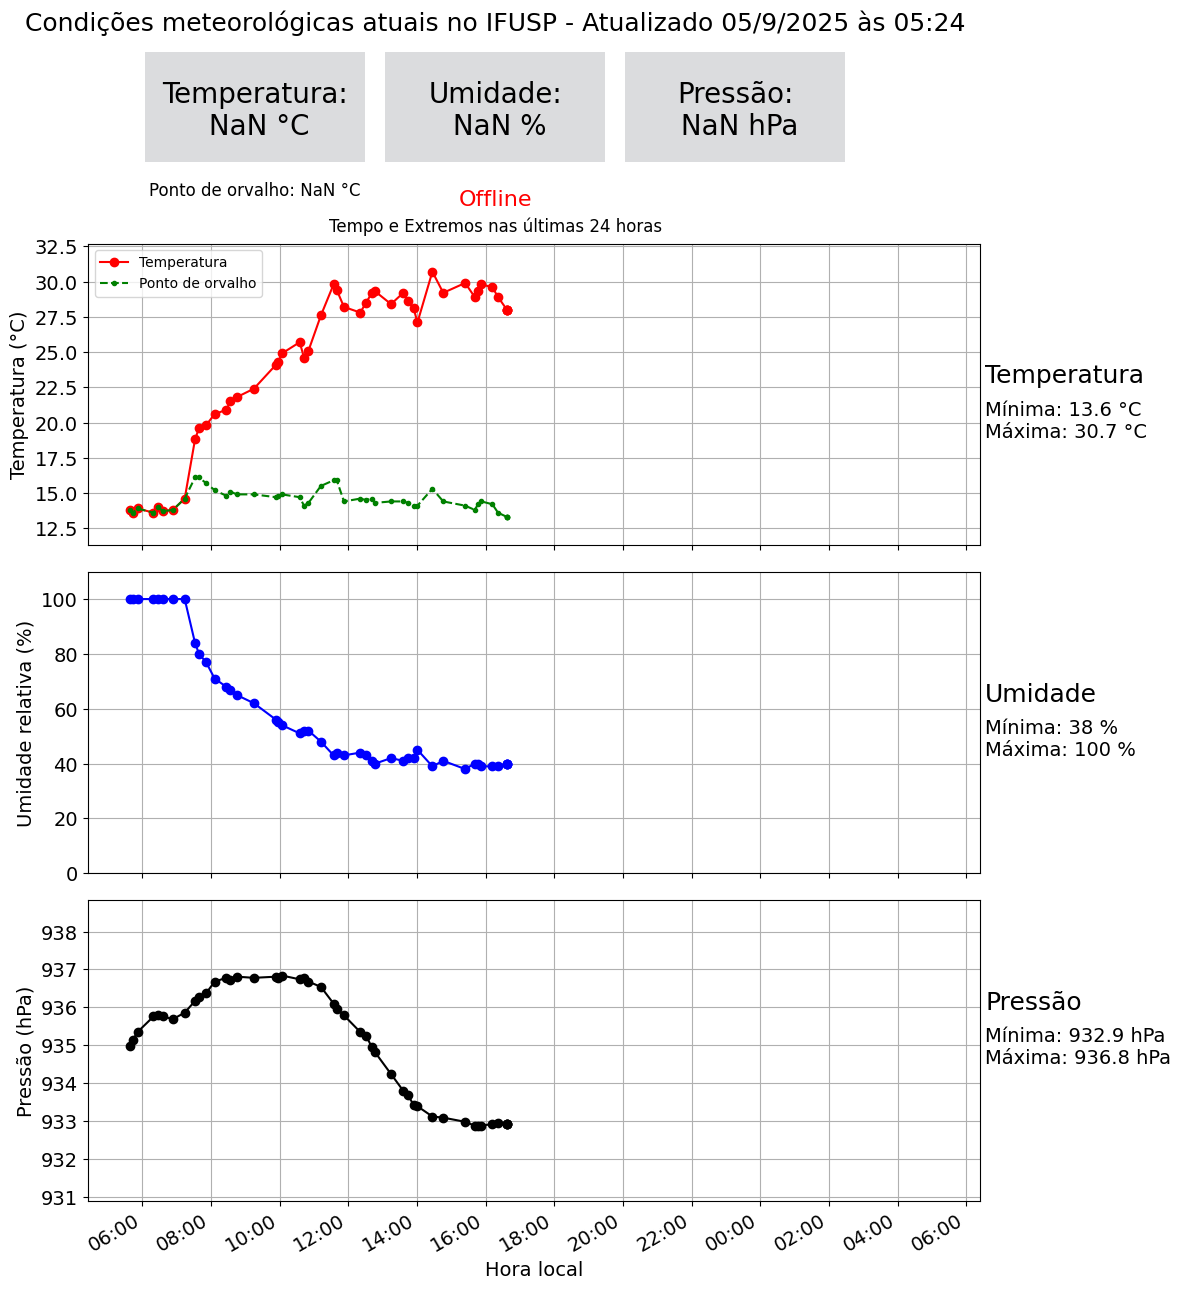 Condições meteorológicas atuais no IFUSP - Atualizado 05/9/2025 às 05:24
Temperatura:
NaN °C
Umidade:
NaN %
Pressão:
NaN hPa
Ponto de orvalho: NaN °C
Offline
Tempo e Extremos nas últimas 24 horas
Temperatura
Ponto de orvalho
32.5
30.0
27.5
25.0
22.5
20.0
17.5
15.0
12.5
Temperatura (°C)
Temperatura
Mínima: 13.6 °C
Máxima: 30.7 °C
100
80
60
40
20
0
Umidade relativa (%)
Umidade
Mínima: 38 %
Máxima: 100 %
938
937
936
935
934
933
932
931
Pressão (hPa)
Pressão
Mínima: 932.9 hPa
Máxima: 936.8 hPa
06:00
08:00
10:00
12:00
14:00
16:00
18:00
20:00
22:00
00:00
02:00
04:00
06:00
Hora local